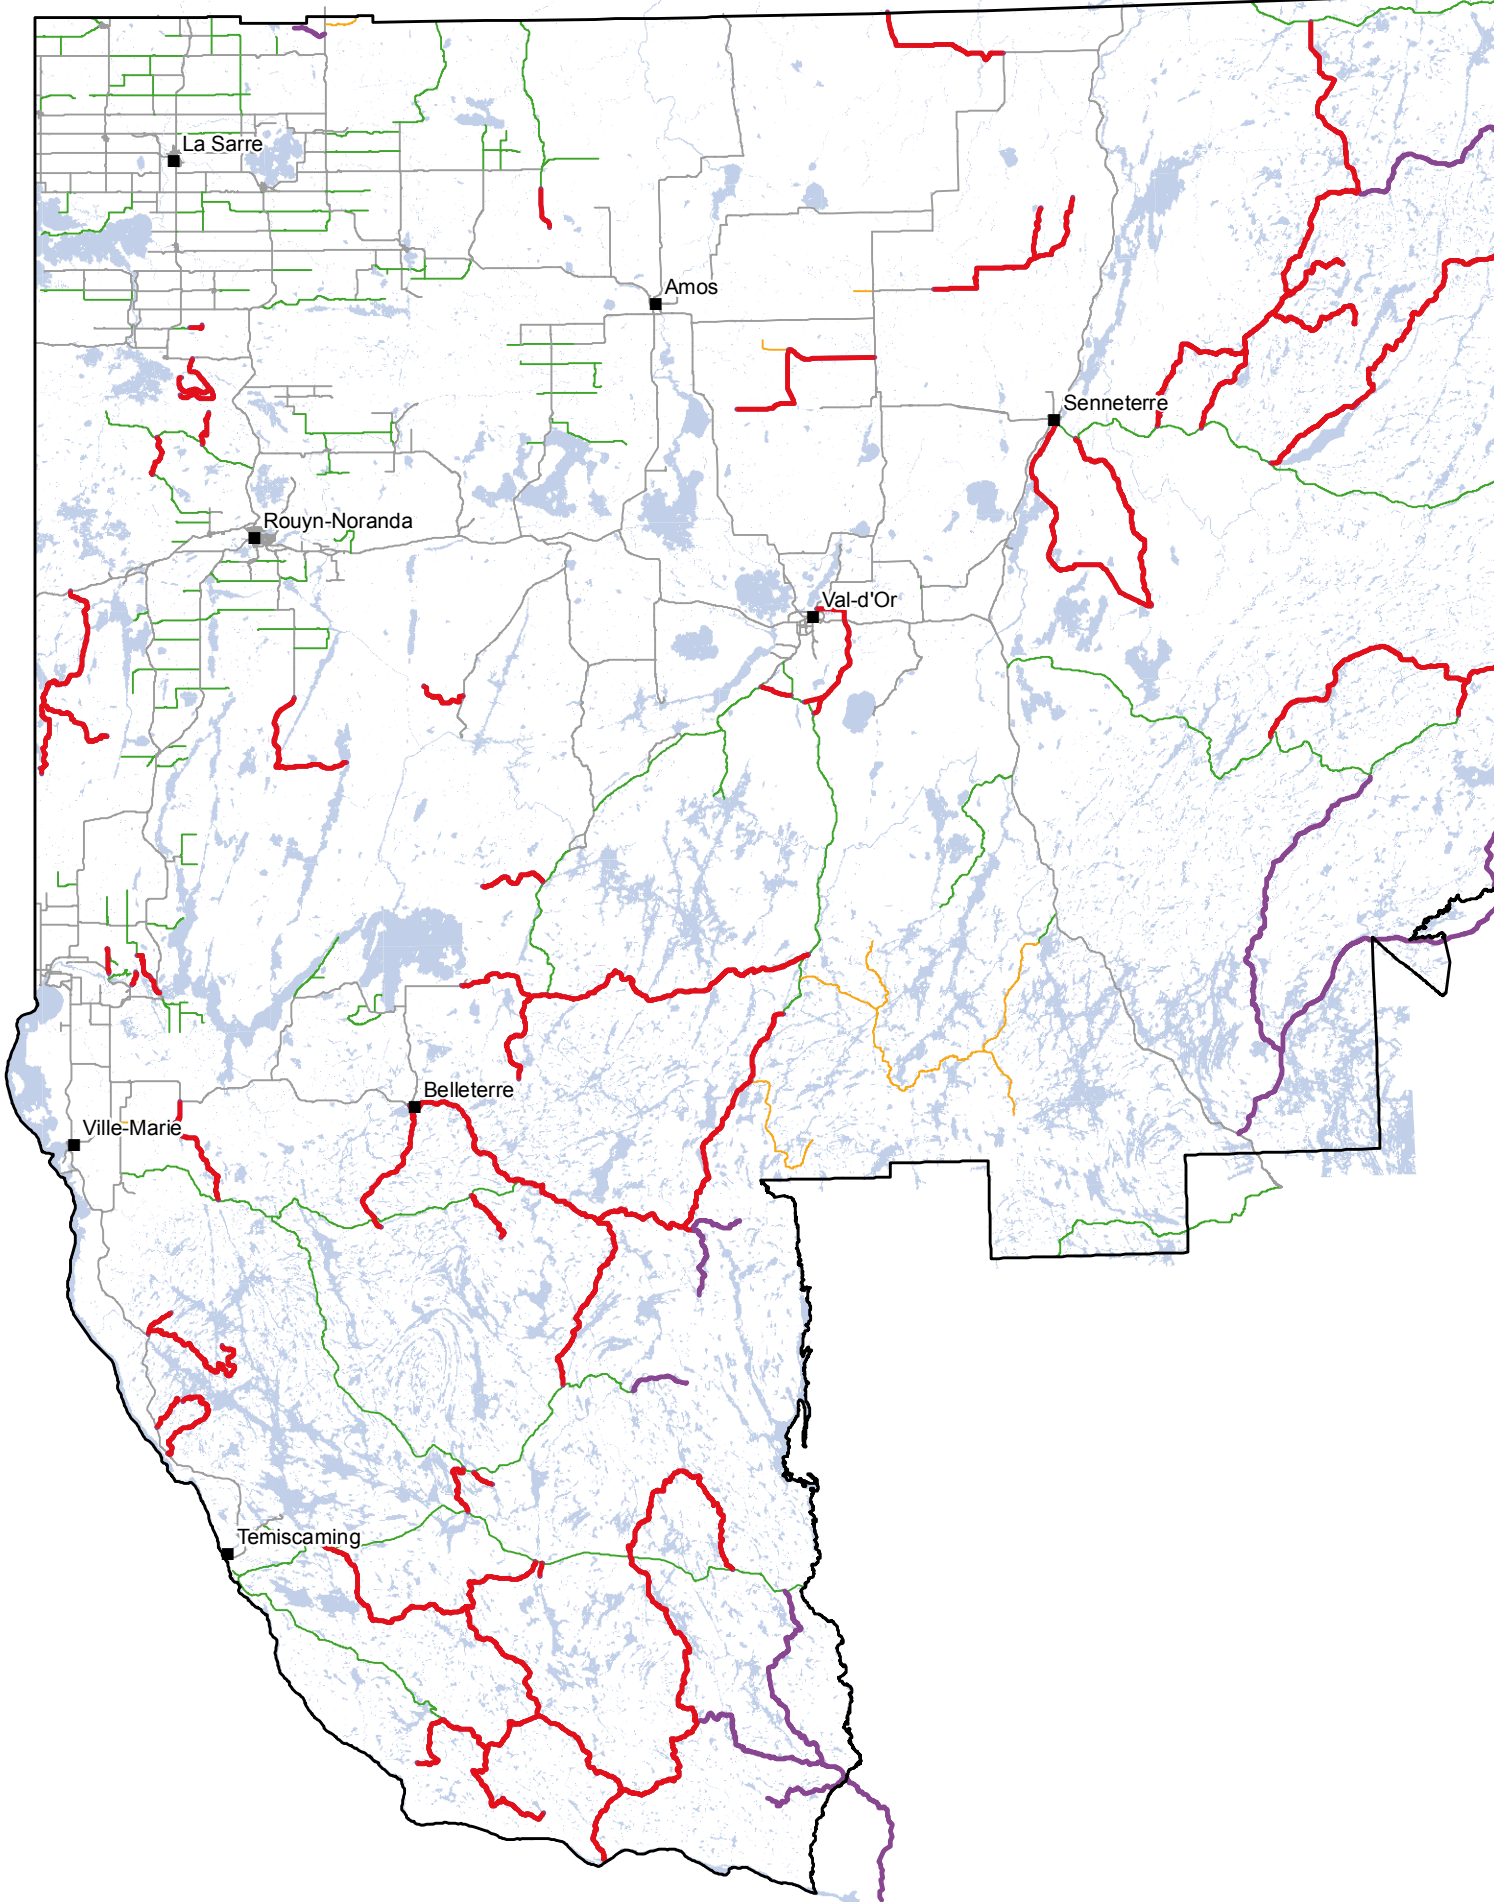 La Sarre
Amos
Senneterre
Rouyn-Noranda
Val-d'Or
Belleterre
Ville-Marie
Temiscaming